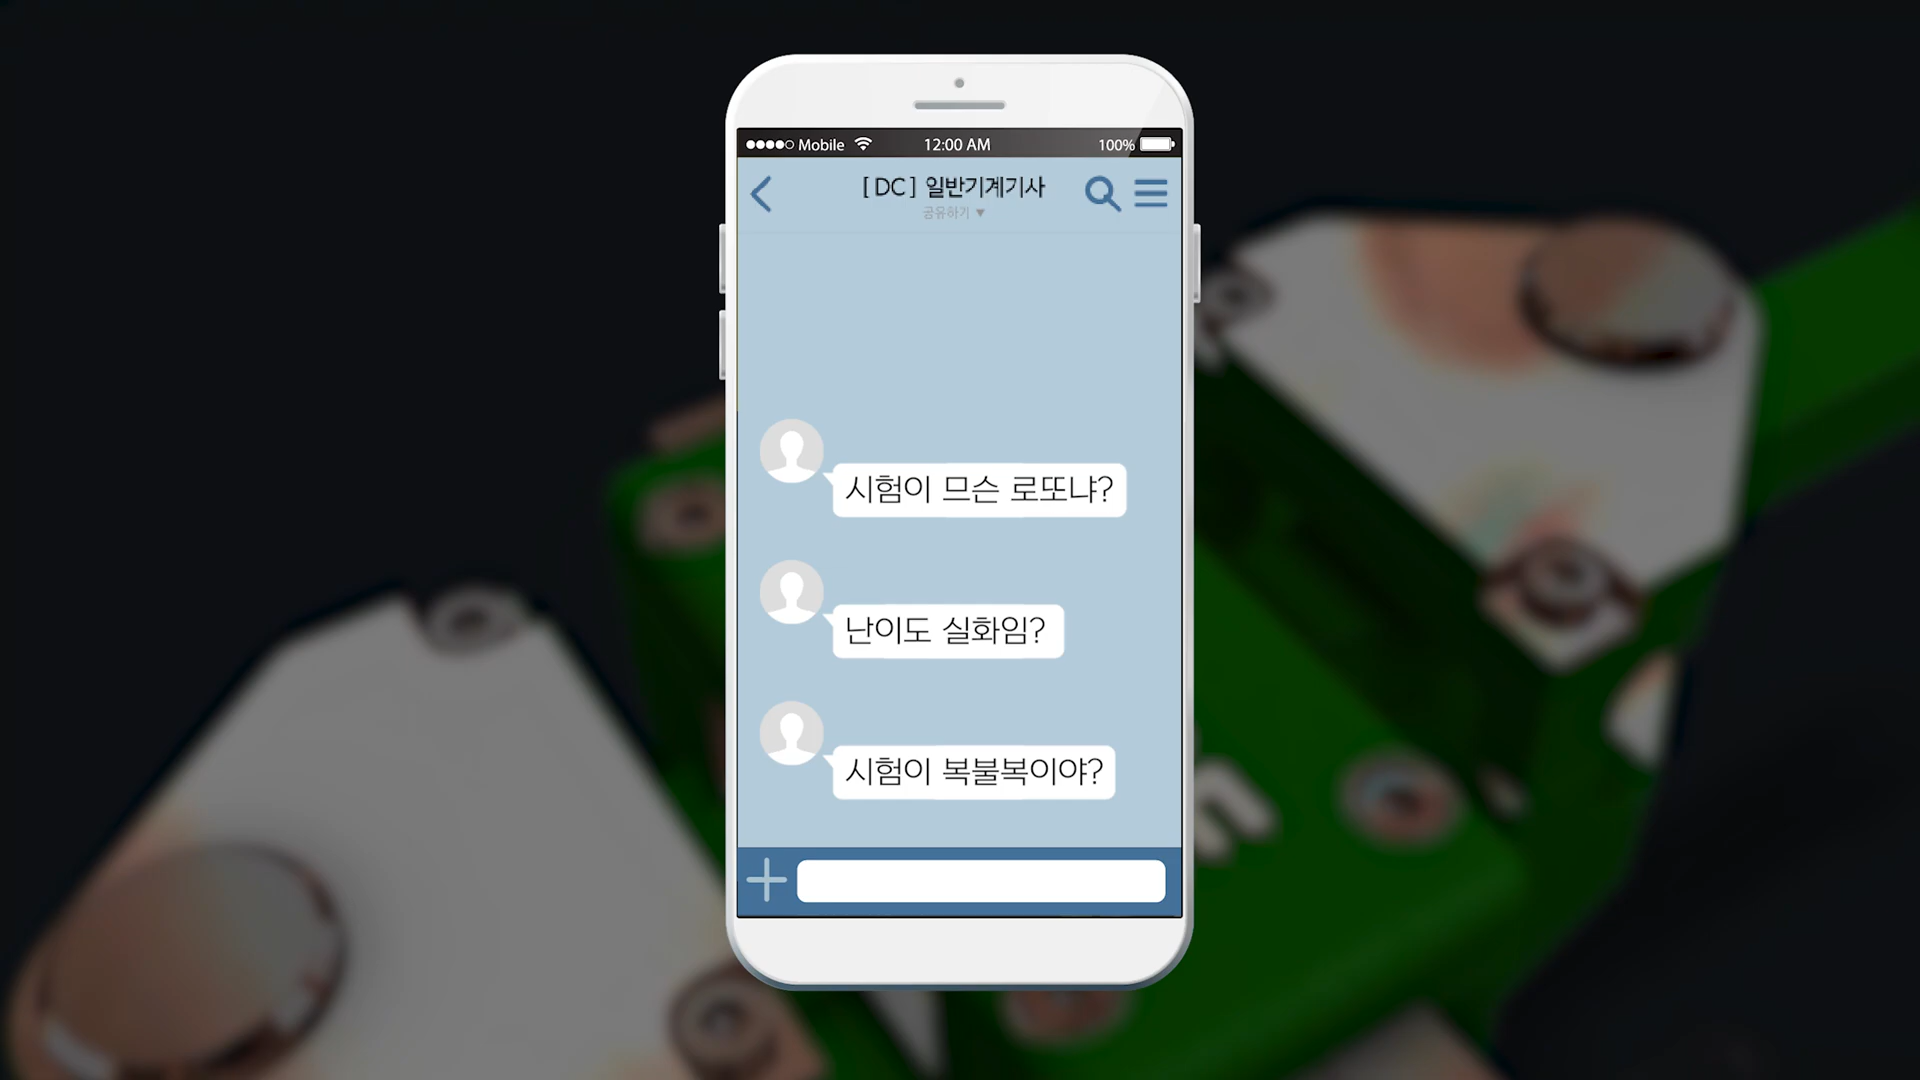 Mobile 12:00 AM 100%
[DC] 일반기계기사
공유하기 ▼
시험이 므슨 로또냐?
난이도 실화임?
시험이 복불복이야?